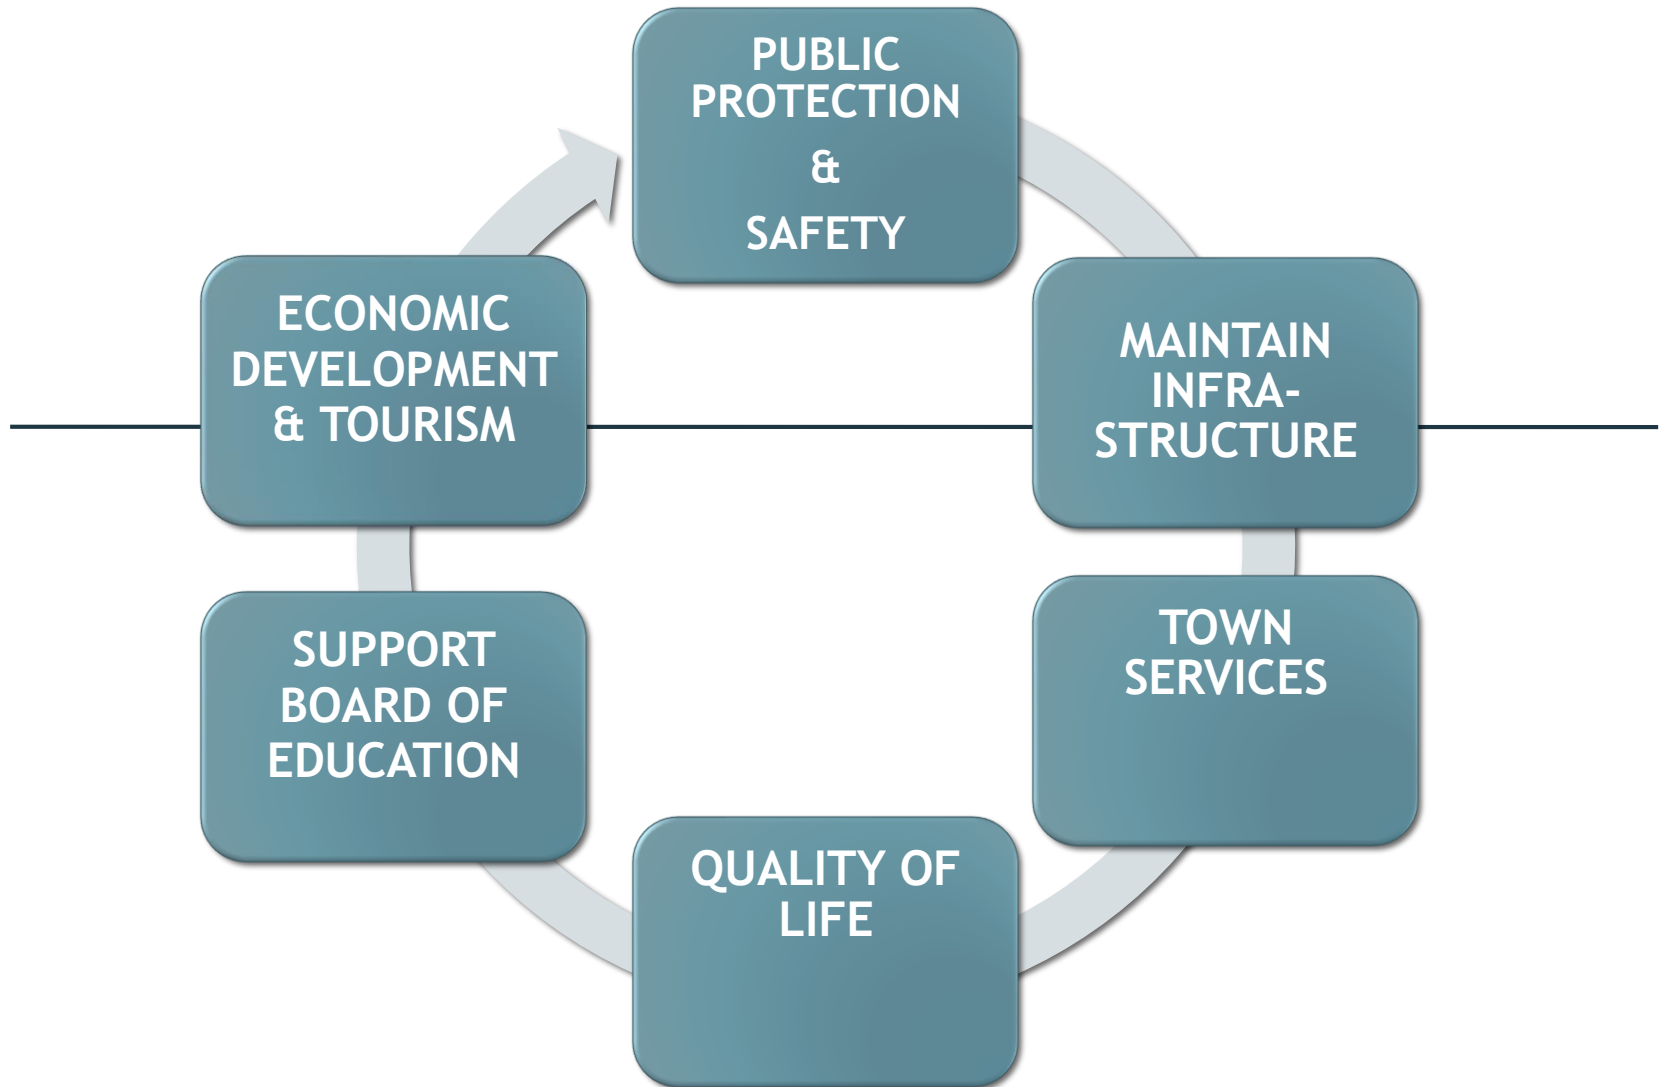 PUBLIC
PROTECTION
&
SAFETY
MAINTAIN
INFRA-
STRUCTURE
TOWN
SERVICES
QUALITY OF
LIFE
SUPPORT
BOARD OF
EDUCATION
ECONOMIC
DEVELOPMENT
& TOURISM